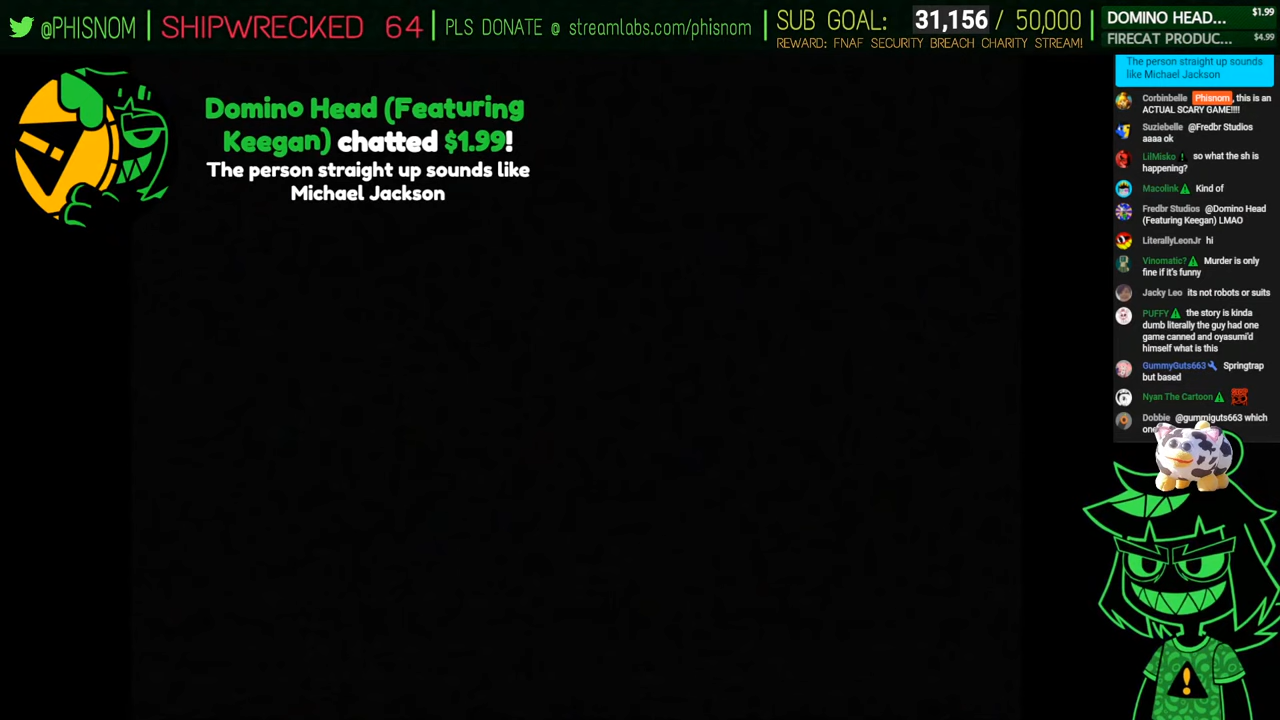 @PHISNOM
SHIPWRECKED 64
PLS DONATE @ streamlabs.com/phisnom
SUB GOAL: 31,156 / 50,000
REWARD: FNAF SECURITY BREACH CHARITY STREAM!
DOMINO HEAD... $1.99
FIRECAT PRODUC... $4.99
Domino Head (Featuring
Keegan) chatted $1.99!
The person straight up sounds like
Michael Jackson
The person straight up sounds
like Michael Jackson
Corbinbelle Phisnom, this is an
ACTUAL SCARY GAME!!!!
Suziebelle @Fredbr Studios
aaaa ok
LilMisko so what the sh is
happening?
Macolink Kind of
Fredbr Studios @Domino Head
(Featuring Keegan) LMAO
LiterallyLeonJr hi
Vinomatic? Murder is only
fine if it's funny
Jacky Leo its not robots or suits
PUFFY the story is kinda
dumb literally the guy had one
game canned and oyasumi'd
himself what is this
GummyGuts663 Springtrap
but based
Nyan The Cartoon
Dobbie @gummiguts663 which